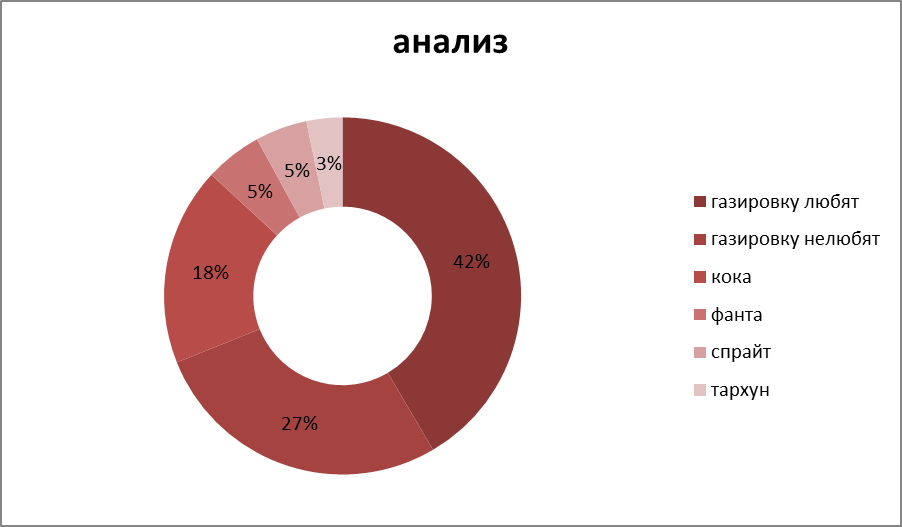 анализ
3%
5%
5%
42%
18%
27%
газировку любят
газировку нелюбят
кока
фанта
спрайт
тархун